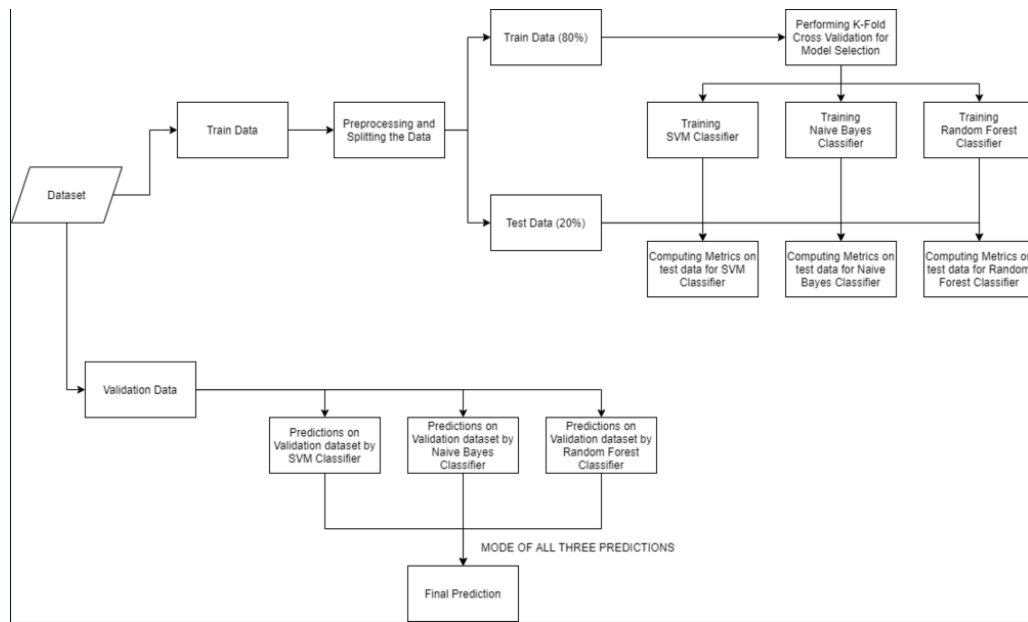 Train Data (80%)
Performing K-Fold
Cross Validation for
Model Selection
Train Data
Preprocessing and
Splitting the Data
Training
SVM Classifier
Training
Naive Bayes
Classifier
Training
Random Forest
Classifier
Dataset
Test Data (20%)
Computing Metrics on
test data for SVM
Classifier
Computing Metrics on
test data for Naive
Bayes Classifier
Computing Metrics on
test data for Random
Forest Classifier
Validation Data
Predictions on
Validation dataset by
SVM Classifier
Predictions on
Validation dataset by
Naive Bayes
Classifier
Predictions on
Validation dataset by
Random Forest
Classifier
MODE OF ALL THREE PREDICTIONS
Final Prediction